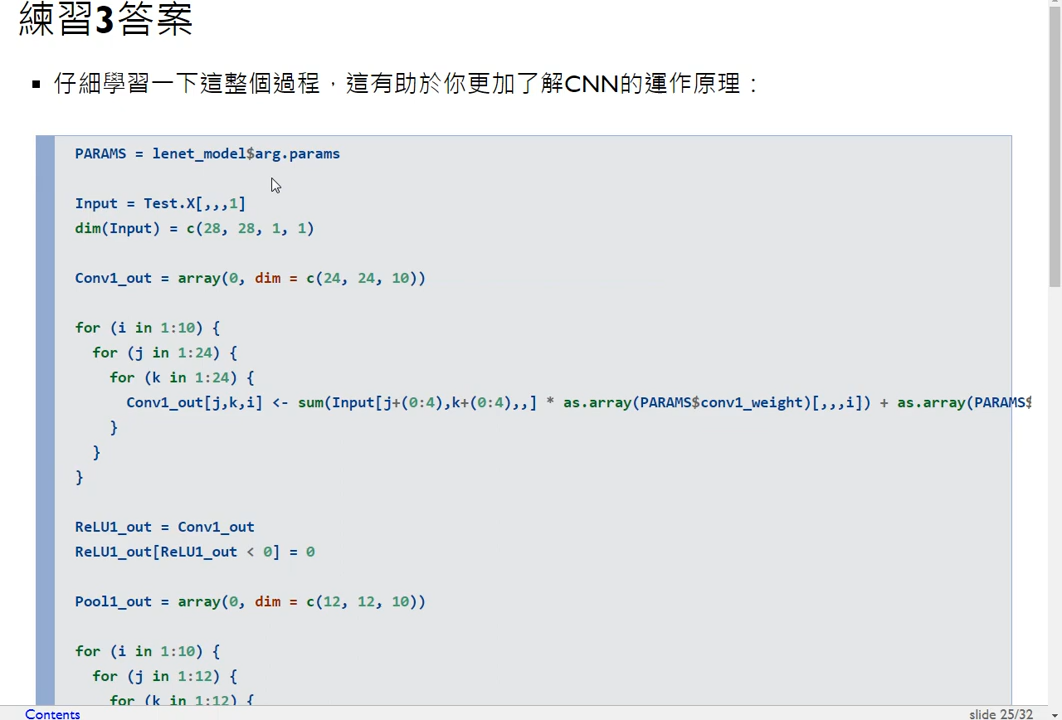 練習3答案
▪ 仔細學習一下這整個過程，這有助於你更加了解CNN的運作原理：
PARAMS = lenet_model$arg.params
Input = Test.X[,,,1]
dim(Input) = c(28, 28, 1, 1)
Conv1_out = array(0, dim = c(24, 24, 10))
for (i in 1:10) {
  for (j in 1:24) {
    for (k in 1:24) {
      Conv1_out[j,k,i] <- sum(Input[j+(0:4),k+(0:4),,] * as.array(PARAMS$conv1_weight)[,,,i]) + as.array(PARAMS$
    }
  }
}
ReLU1_out = Conv1_out
ReLU1_out[ReLU1_out < 0] = 0
Pool1_out = array(0, dim = c(12, 12, 10))
for (i in 1:10) {
  for (j in 1:12) {
    for (k in 1:12) {
Contents
slide 25/32